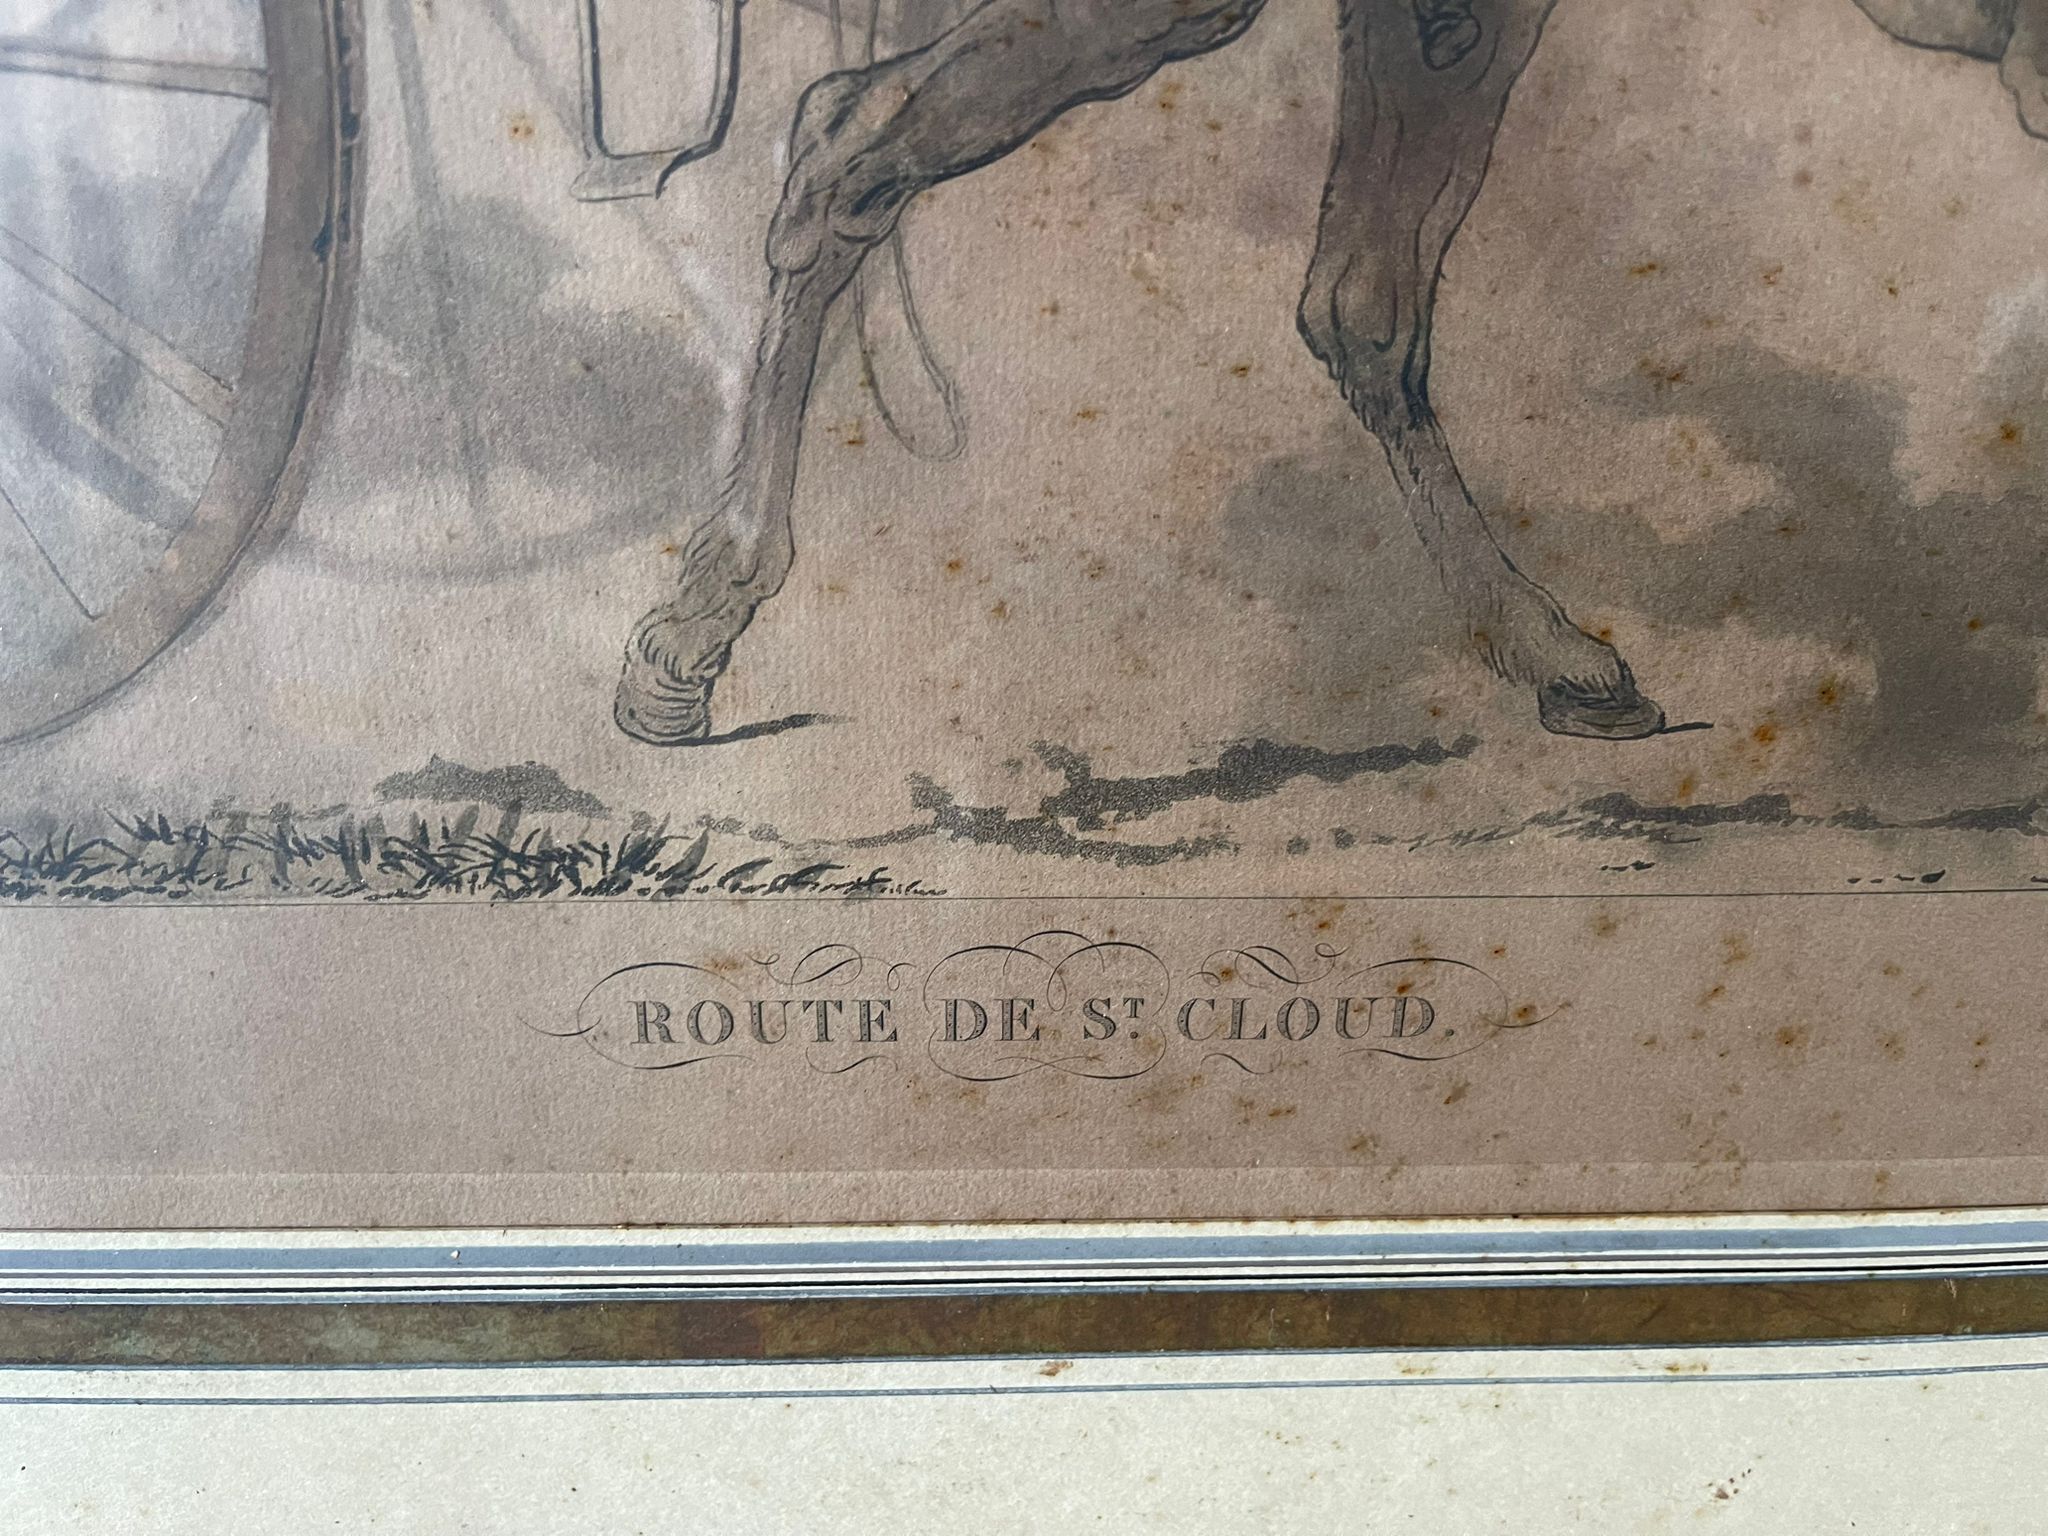 ROUTE DE ST. CLOUD.